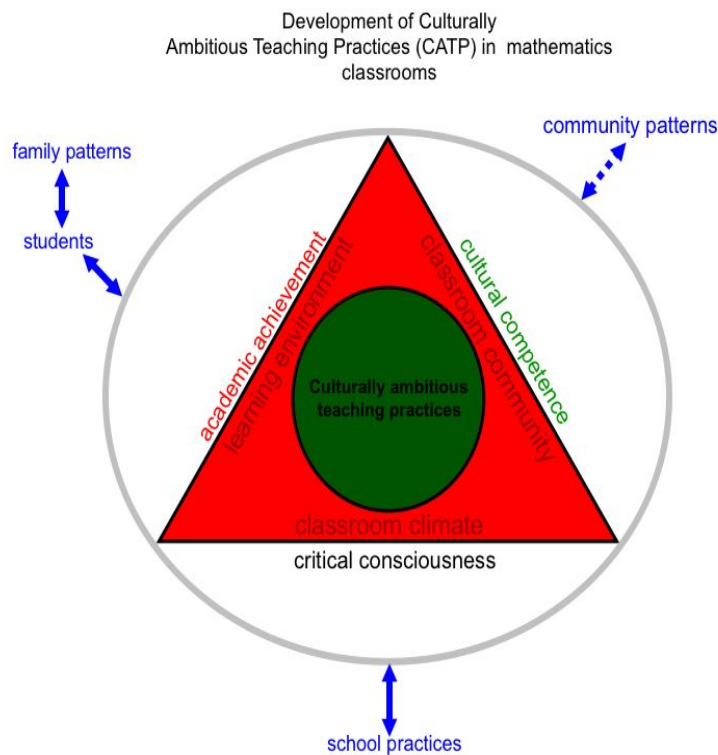 Development of Culturally
Ambitious Teaching Practices (CATP) in mathematics
classrooms
community patterns
family patterns
students
academic achievement
learning environment
classroom community
cultural competence
Culturally ambitious
teaching practices
classroom climate
critical consciousness
school practices